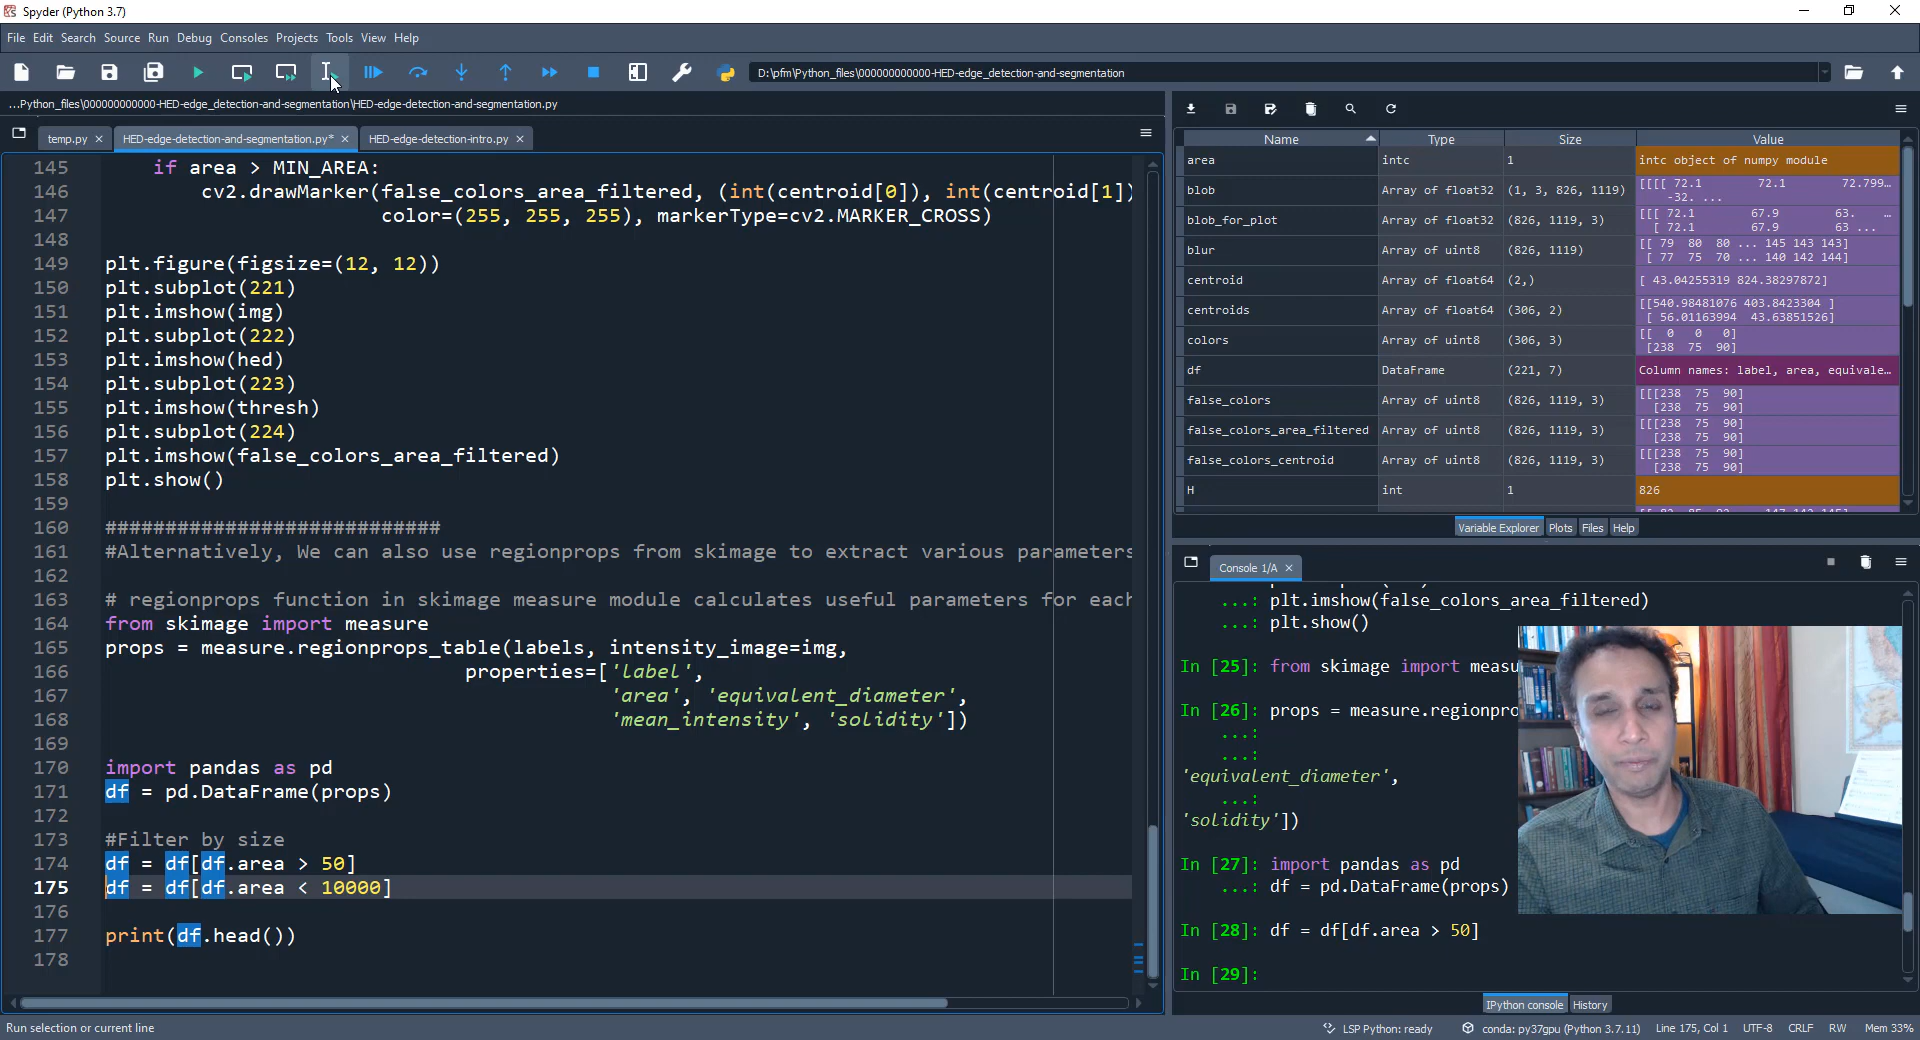 Spyder (Python 3.7)
File Edit Search Source Run Debug Consoles Projects Tools View Help
D:\pfm\Python_files\000000000000-HED-edge_detection-and-segmentation
...Python_files\000000000000-HED-edge_detection-and-segmentation\HED-edge-detection-and-segmentation.py
temp.py HED-edge-detection-and-segmentation.py* HED-edge-detection-intro.py
145 if area > MIN_AREA:
146 cv2.drawMarker(false_colors_area_filtered, (int(centroid[0]), int(centroid[1])
147 color=(255, 255, 255), markerType=cv2.MARKER_CROSS)
148
149 plt.figure(figsize=(12, 12))
150 plt.subplot(221)
151 plt.imshow(img)
152 plt.subplot(222)
153 plt.imshow(hed)
154 plt.subplot(223)
155 plt.imshow(thresh)
156 plt.subplot(224)
157 plt.imshow(false_colors_area_filtered)
158 plt.show()
159
160 ############################
161 #Alternatively, We can also use regionprops from skimage to extract various parameters
162
163 # regionprops function in skimage measure module calculates useful parameters for each
164 from skimage import measure
165 props = measure.regionprops_table(labels, intensity_image=img,
166 properties=['label',
167 'area', 'equivalent_diameter',
168 'mean_intensity', 'solidity'])
169
170 import pandas as pd
171 df = pd.DataFrame(props)
172
173 #Filter by size
174 df = df[df.area > 50]
175 df = df[df.area < 10000]
176
177 print(df.head())
178
Name Type Size Value
area intc 1 intc object of numpy module
blob Array of float32 (1, 3, 826, 1119) [[[[ 72.1 72.1 72.799…
-32. ...
blob_for_plot Array of float32 (826, 1119, 3) [[[ 72.1 67.9 63. …
[ 72.1 67.9 63 ...
blur Array of uint8 (826, 1119) [[ 79 80 80 ... 145 143 143]
[ 77 75 70 ... 140 142 144]
centroid Array of float64 (2,) [ 43.04255319 824.38297872]
centroids Array of float64 (306, 2) [[540.98481076 403.8423304 ]
[ 56.01163994 43.63851526]
colors Array of uint8 (306, 3) [[ 0 0 0]
[238 75 90]
df DataFrame (221, 7) Column names: label, area, equivale…
false_colors Array of uint8 (826, 1119, 3) [[[238 75 90]
[238 75 90]
false_colors_area_filtered Array of uint8 (826, 1119, 3) [[[238 75 90]
[238 75 90]
false_colors_centroid Array of uint8 (826, 1119, 3) [[[238 75 90]
[238 75 90]
H int 1 826
Variable Explorer Plots Files Help
Console 1/A
...: plt.imshow(false_colors_area_filtered)
...: plt.show()
In [25]: from skimage import measu
In [26]: props = measure.regionpro
...:
...:
'equivalent_diameter',
...:
'solidity'])
In [27]: import pandas as pd
...: df = pd.DataFrame(props)
In [28]: df = df[df.area > 50]
In [29]:
IPython console History
Run selection or current line
LSP Python: ready conda: py37gpu (Python 3.7.11) Line 175, Col 1 UTF-8 CRLF RW Mem 33%